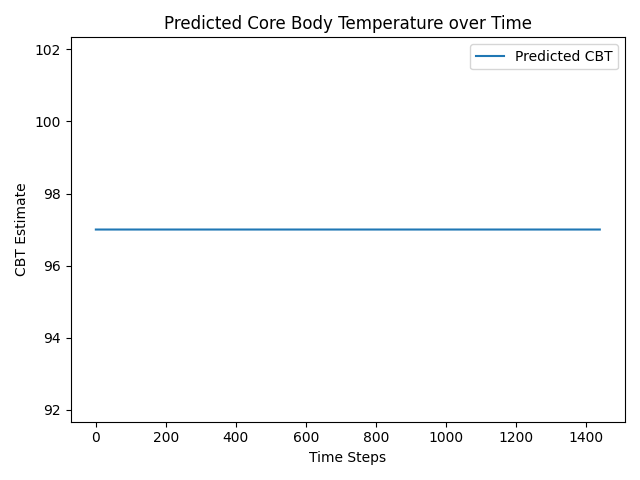 Predicted Core Body Temperature over Time
Predicted CBT
102
100
98
96
94
92
CBT Estimate
0 200 400 600 800 1000 1200 1400
Time Steps